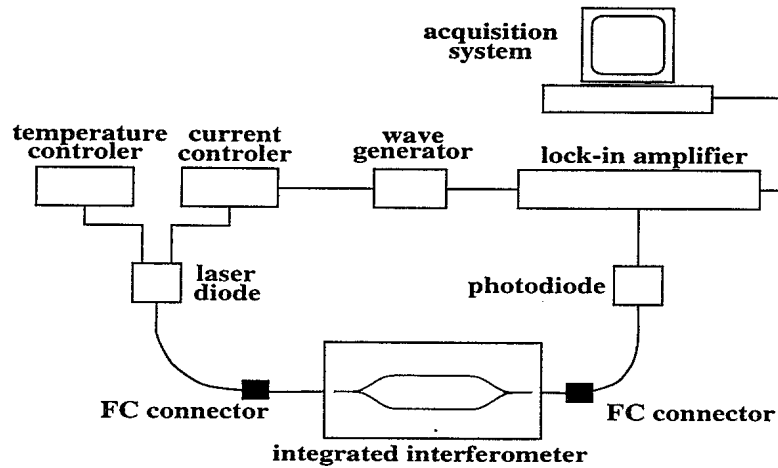 acquisition
system
temperature
controler
current
controler
wave
generator
lock-in amplifier
laser
diode
photodiode
FC connector
FC connector
integrated interferometer